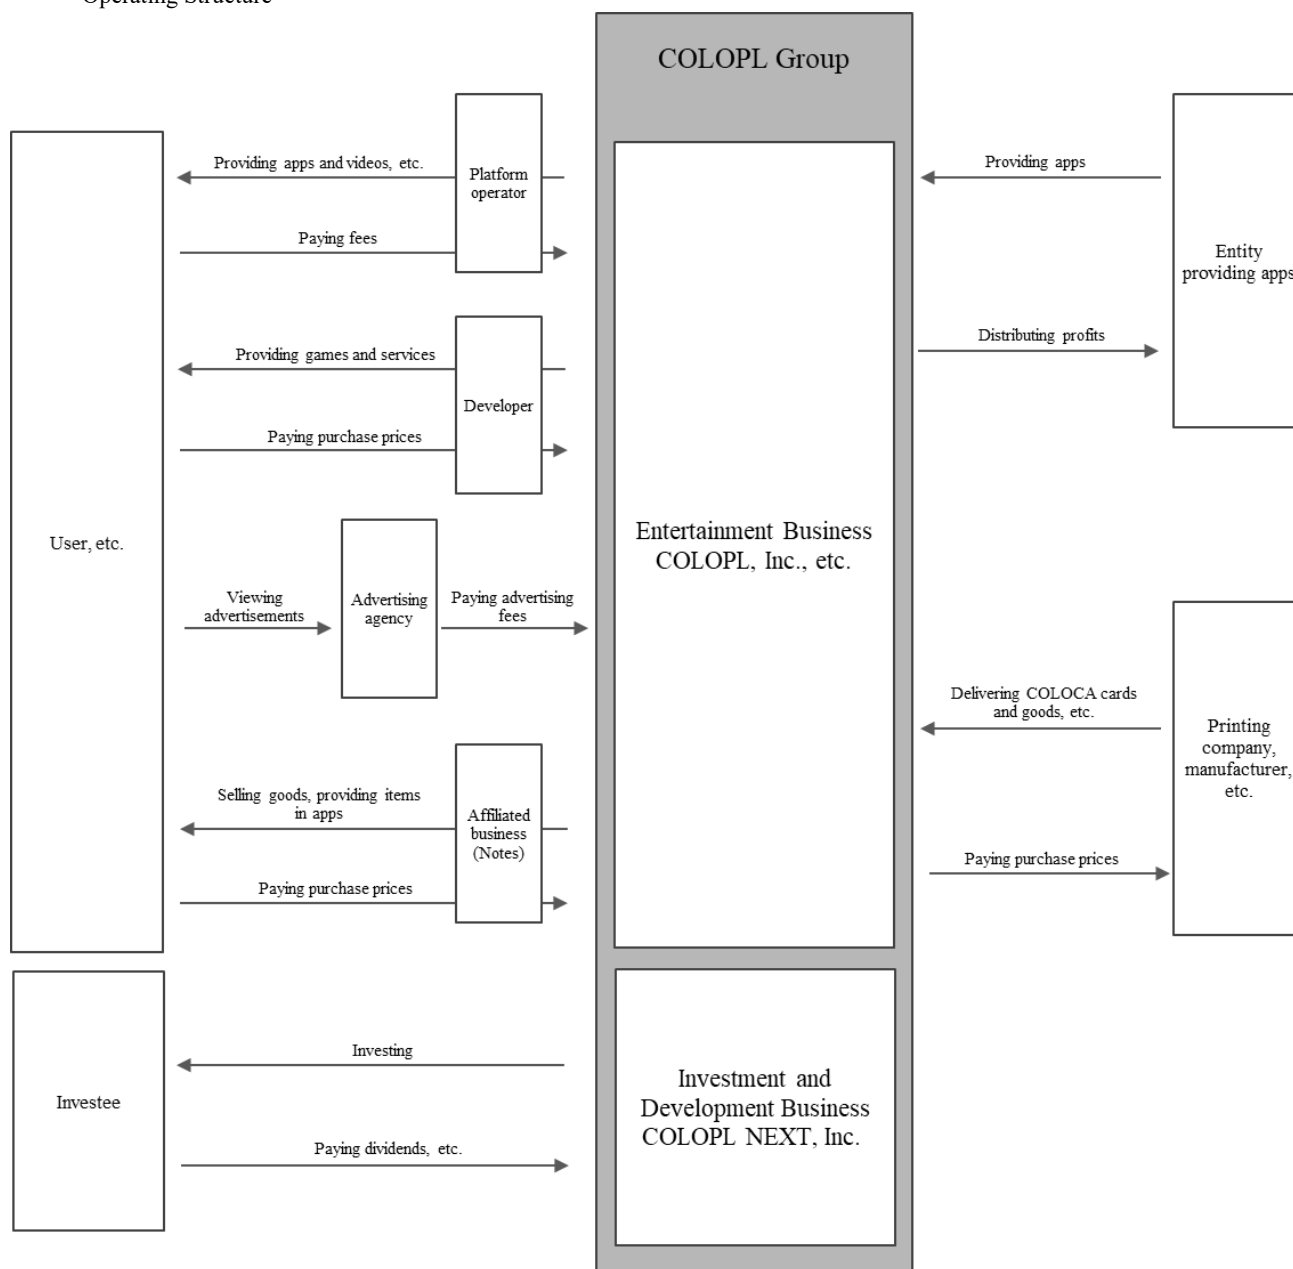 Operating Structure
COLOPL Group
Providing apps and videos, etc.
Platform
operator
Paying fees
Providing apps
Entity
providing apps
Distributing profits
Providing games and services
Developer
Paying purchase prices
User, etc.
Entertainment Business
COLOPL, Inc., etc.
Viewing
advertisements
Advertising
agency
Paying advertising
fees
Delivering COLOCA cards
and goods, etc.
Printing
company,
manufacturer,
etc.
Paying purchase prices
Selling goods, providing items
in apps
Affiliated
business
(Notes)
Paying purchase prices
Investing
Investee
Paying dividends, etc.
Investment and
Development Business
COLOPL NEXT, Inc.